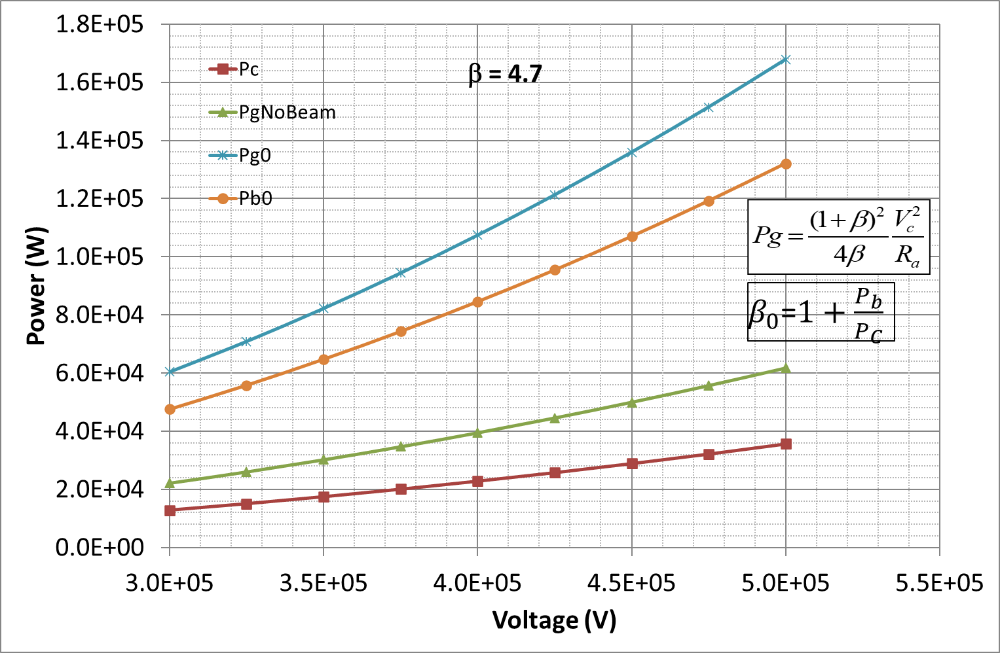 1.8E+05
1.6E+05
1.4E+05
1.2E+05
1.0E+05
8.0E+04
6.0E+04
4.0E+04
2.0E+04
0.0E+00
Power (W)
Pc
PgNoBeam
Pg0
Pb0
β = 4.7
Pg = (1+β)² / 4β V_c² / R_a
β₀=1 + P_b / P_C
3.0E+05 3.5E+05 4.0E+05 4.5E+05 5.0E+05 5.5E+05
Voltage (V)